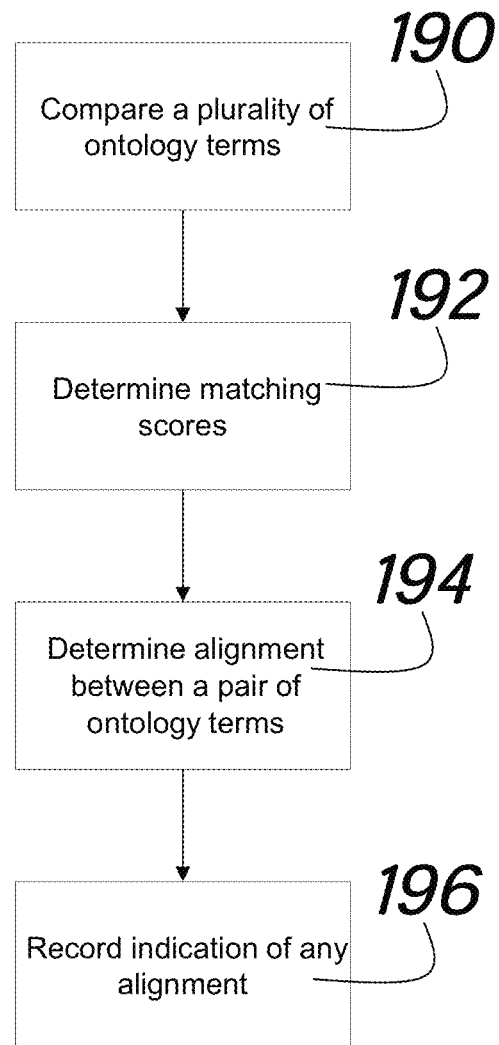 190
Compare a plurality of
ontology terms
192
Determine matching
scores
194
Determine alignment
between a pair of
ontology terms
196
Record indication of any
alignment